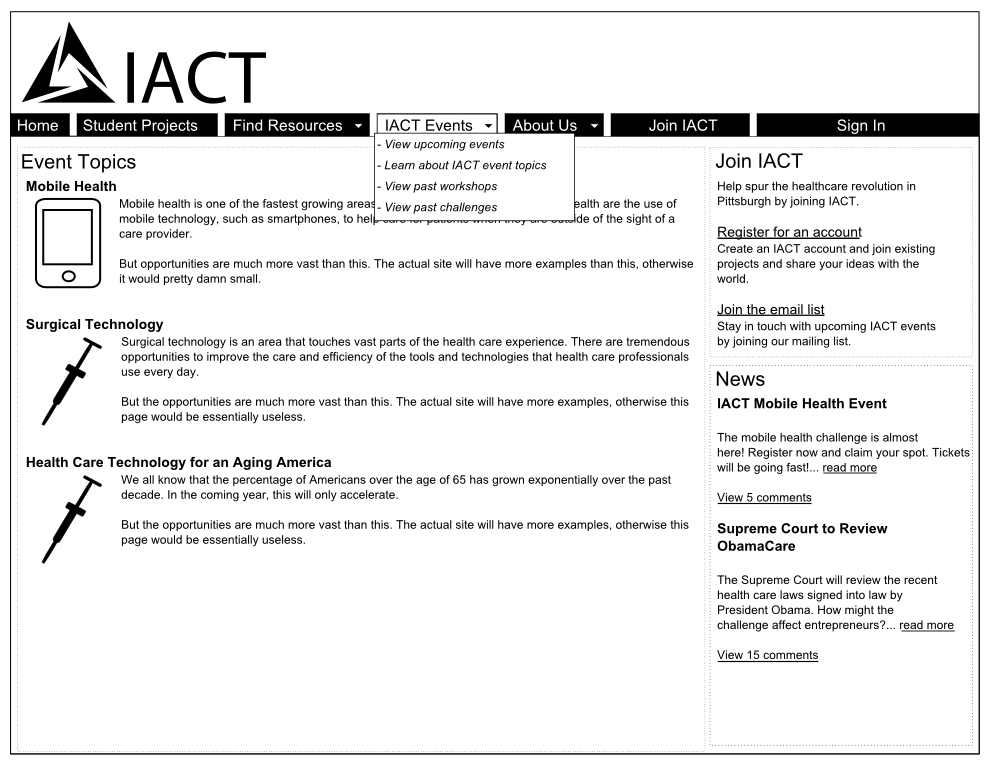 IACT
Home Student Projects Find Resources IACT Events About Us Join IACT Sign In
- View upcoming events
- Learn about IACT event topics
- View past workshops
- View past challenges
Event Topics
Mobile Health
Mobile health is one of the fastest growing areas ealth are the use of
mobile technology, such as smartphones, to help care for patients when they are outside of the sight of a
care provider.
But opportunities are much more vast than this. The actual site will have more examples than this, otherwise
it would pretty damn small.
Surgical Technology
Surgical technology is an area that touches vast parts of the health care experience. There are tremendous
opportunities to improve the care and efficiency of the tools and technologies that health care professionals
use every day.
But the opportunities are much more vast than this. The actual site will have more examples, otherwise this
page would be essentially useless.
Health Care Technology for an Aging America
We all know that the percentage of Americans over the age of 65 has grown exponentially over the past
decade. In the coming year, this will only accelerate.
But the opportunities are much more vast than this. The actual site will have more examples, otherwise this
page would be essentially useless.
Join IACT
Help spur the healthcare revolution in
Pittsburgh by joining IACT.
Register for an account
Create an IACT account and join existing
projects and share your ideas with the
world.
Join the email list
Stay in touch with upcoming IACT events
by joining our mailing list.
News
IACT Mobile Health Event
The mobile health challenge is almost
here! Register now and claim your spot. Tickets
will be going fast!... read more
View 5 comments
Supreme Court to Review
ObamaCare
The Supreme Court will review the recent
health care laws signed into law by
President Obama. How might the
challenge affect entrepreneurs?... read more
View 15 comments